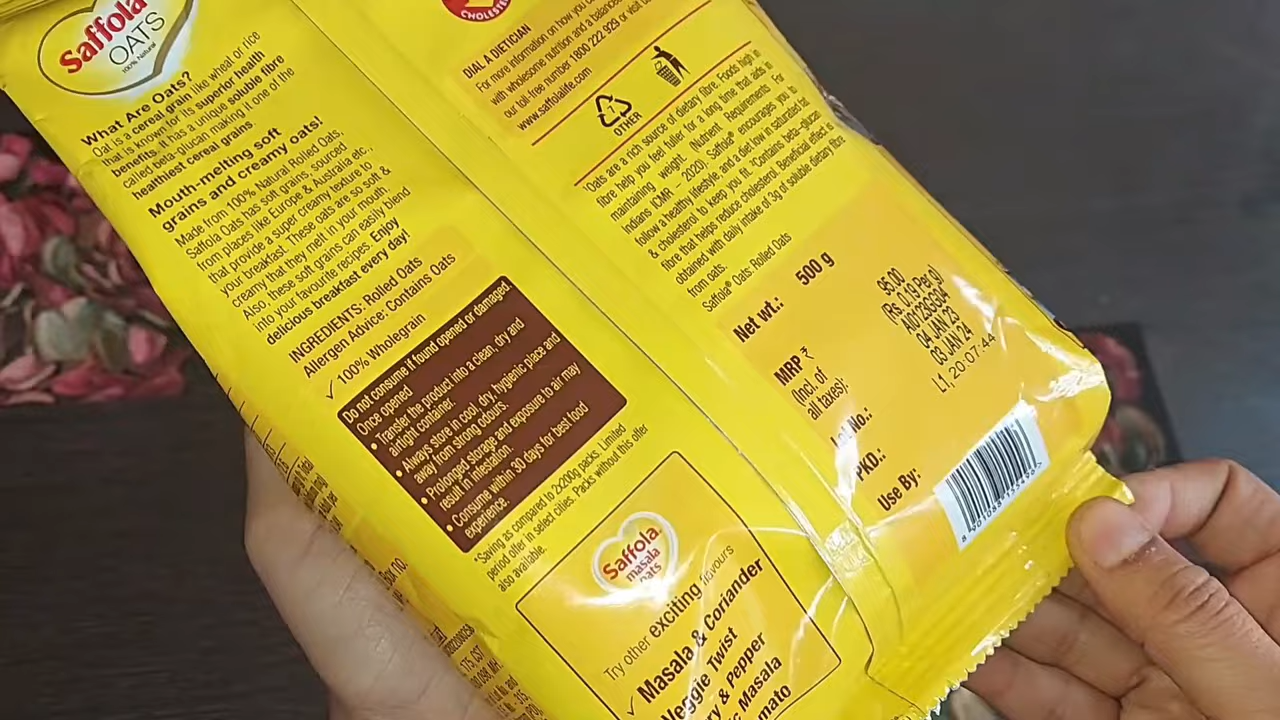 Saffola
OATS
100% Natural
What Are Oats?
Oat is a cereal grain like wheat or rice
that is known for its superior health
benefits, it has a unique soluble fibre
called beta-glucan making it one of the
healthiest cereal grains
Mouth-melting soft
grains and creamy oats!
Made from 100% Natural Rolled Oats,
Saffola Oats has soft grains, sourced
from places like Europe & Australia etc.,
that provide a super creamy texture to
your breakfast. These oats are so soft &
creamy that they melt in your mouth.
Also, these soft grains can easily blend
into your favourite recipes. Enjoy
delicious breakfast every day!
INGREDIENTS: Rolled Oats
Allergen Advice: Contains Oats
✓ 100% Wholegrain
Do not consume if found opened or damaged.
Once opened
• Transfer the product into a clean, dry and
airtight container
• Always store in cool, dry, hygienic place and
away from strong odours.
• Prolonged storage and exposure to air may
result in infestation.
• Consume within 30 days for best food
experience.
*Saving as compared to 2x200g packs. Limited
period offer in select cities. Packs without this offer
also available.
Saffola
masala
oats
Try other exciting flavours
✓ Masala & Coriander
Veggie Twist
ry & Pepper
ic Masala
mato
DIAL A DIETICIAN
For more information on how you
with wholesome nutrition and a balanced
our toll-free number 1800 222 929 or visit
www.saffolalife.com
7
OTHER
Oats are a rich source of dietary fibre. Foods high in
fibre help you feel fuller for a long time that aids in
maintaining weight. (Nutrient Requirements For
Indians ICMR – 2020). Saffola® encourages you to
follow a healthy lifestyle, and a diet low in saturated fat
& cholesterol to keep you fit. *Contains beta-glucan
fibre that helps reduce cholesterol. Beneficial effect is
obtained with daily intake of 3g of soluble dietary fibre
from oats.
Saffola® Oats: Rolled Oats
Net wt.: 500 g
MRP ₹ 95.00
(Incl. of Rs. 0.19 Per g
all taxes):
Lot No.: A0123SG04
PKD.: 04 JAN 23
Use By: 03 JAN 24
L1, 20:07:44